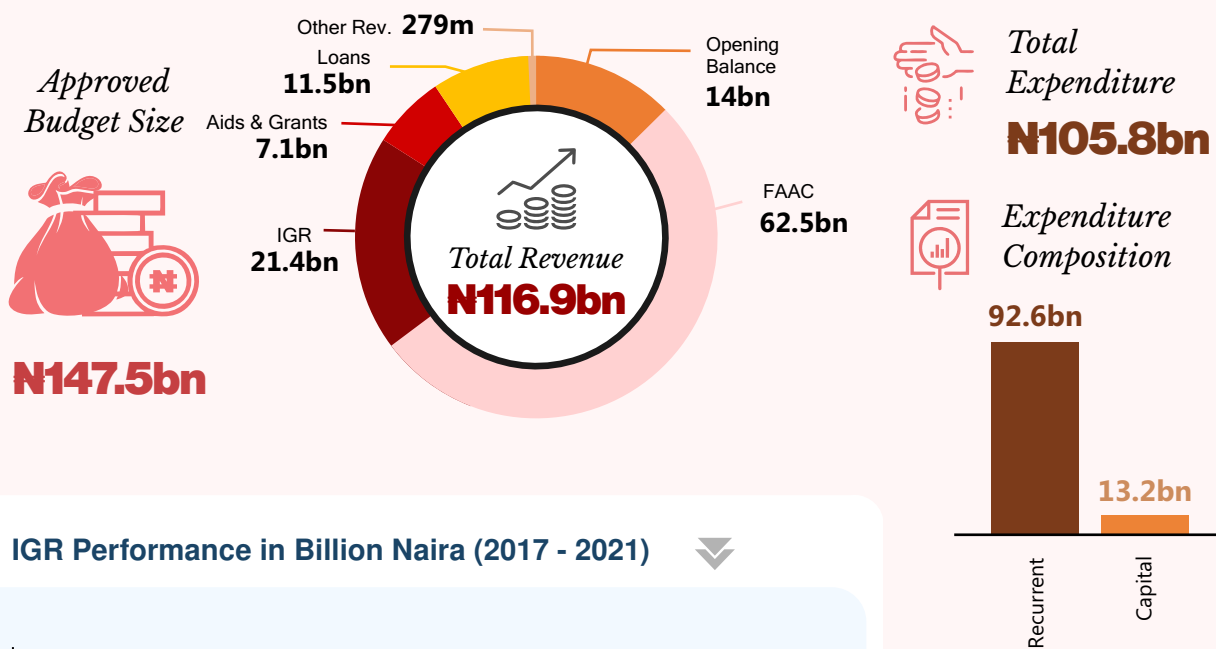 Approved
Budget Size
₦147.5bn
Other Rev. 279m
Loans
11.5bn
Aids & Grants
7.1bn
IGR
21.4bn
Opening
Balance
14bn
FAAC
62.5bn
Total Revenue
₦116.9bn
Total
Expenditure
₦105.8bn
Expenditure
Composition
92.6bn
13.2bn
Recurrent
Capital
IGR Performance in Billion Naira (2017 - 2021)